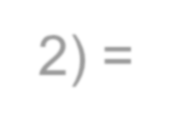 2) =